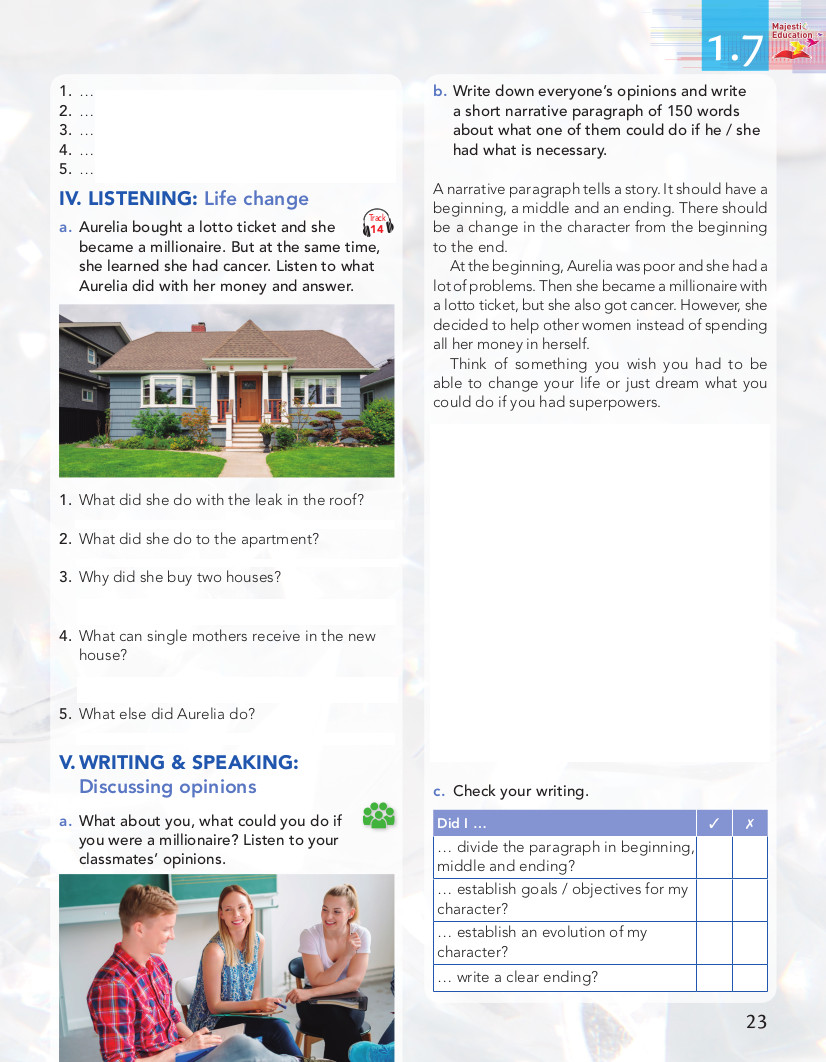 Majesti
Education
1.7
1. ...
2. ...
3. ...
4. ...
5. ...
IV. LISTENING: Life change
a. Aurelia bought a lotto ticket and she
became a millionaire. But at the same time,
she learned she had cancer. Listen to what
Aurelia did with her money and answer.
Track
14
1. What did she do with the leak in the roof?
2. What did she do to the apartment?
3. Why did she buy two houses?
4. What can single mothers receive in the new
house?
5. What else did Aurelia do?
V. WRITING & SPEAKING:
Discussing opinions
a. What about you, what could you do if
you were a millionaire? Listen to your
classmates' opinions.
b. Write down everyone's opinions and write
a short narrative paragraph of 150 words
about what one of them could do if he / she
had what is necessary.
A narrative paragraph tells a story. It should have a
beginning, a middle and an ending. There should
be a change in the character from the beginning
to the end.
At the beginning, Aurelia was poor and she had a
lot of problems. Then she became a millionaire with
a lotto ticket, but she also got cancer. However, she
decided to help other women instead of spending
all her money in herself.
Think of something you wish you had to be
able to change your life or just dream what you
could do if you had superpowers.
c. Check your writing.
Did I ... ✓ ✗
... divide the paragraph in beginning,
middle and ending?
... establish goals / objectives for my
character?
... establish an evolution of my
character?
... write a clear ending?
23